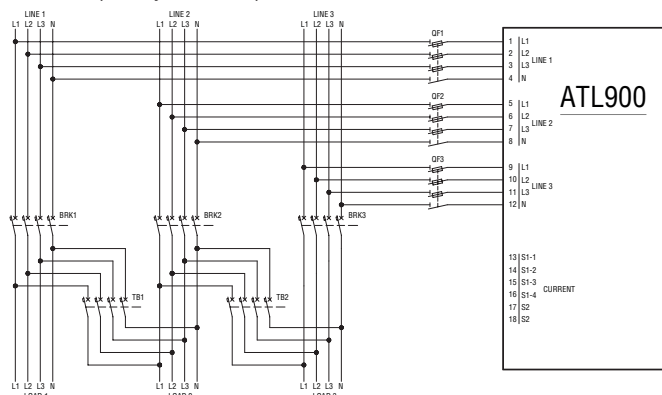 LINE 1 LINE 2 LINE 3
L1 L2 L3 N L1 L2 L3 N L1 L2 L3 N
QF1
1 L1
2 L2
3 L3
4 N
LINE 1
QF2
5 L1
6 L2
7 L3
8 N
LINE 2
ATL900
QF3
9 L1
10 L2
11 L3
12 N
LINE 3
BRK1 BRK2 BRK3
13 S1-1
14 S1-2
15 S1-3
16 S1-4
17 S2
18 S2
CURRENT
TB1 TB2
L1 L2 L3 N L1 L2 L3 N L1 L2 L3 N